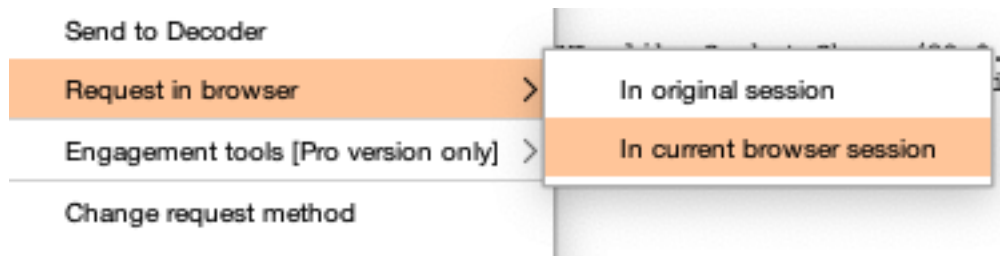 Send to Decoder
Request in browser
In original session
Engagement tools [Pro version only]
In current browser session
Change request method